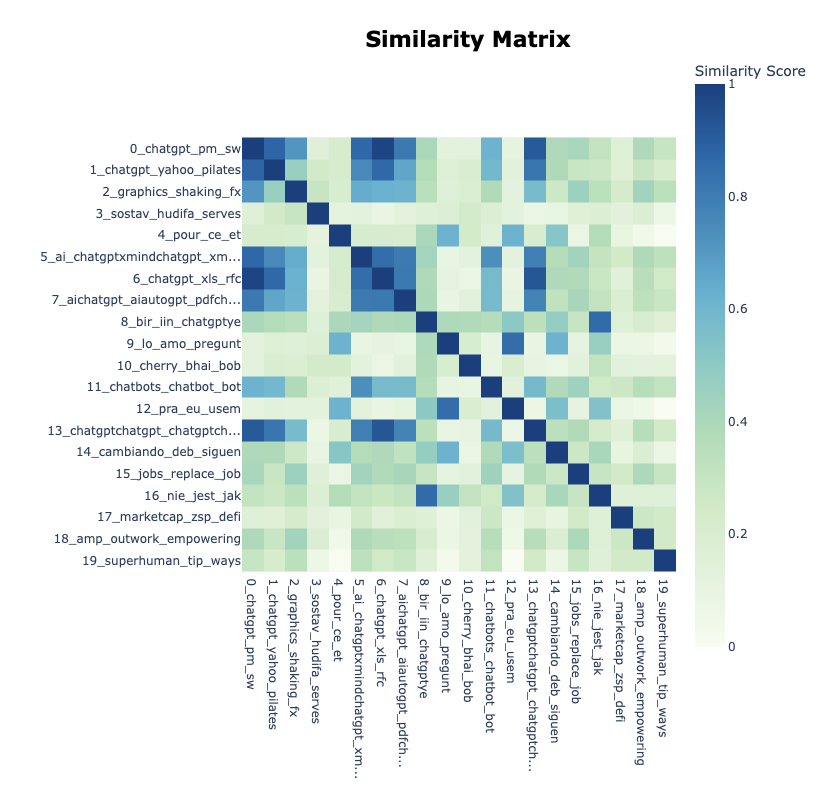 Similarity Matrix
Similarity Score
1
0.8
0.6
0.4
0.2
0
0_chatgpt_pm_sw
1_chatgpt_yahoo_pilates
2_graphics_shaking_fx
3_sostav_hudifa_serves
4_pour_ce_et
5_ai_chatgptxmindchatgpt_xm...
6_chatgpt_xls_rfc
7_aichatgpt_aiautogpt_pdfch...
8_bir_iin_chatgptye
9_lo_amo_pregunt
10_cherry_bhai_bob
11_chatbots_chatbot_bot
12_pra_eu_usem
13_chatgptchatgpt_chatgptch...
14_cambiando_deb_siguen
15_jobs_replace_job
16_nie_jest_jak
17_marketcap_zsp_defi
18_amp_outwork_empowering
19_superhuman_tip_ways
0_chatgpt_pm_sw
1_chatgpt_yahoo_pilates
2_graphics_shaking_fx
3_sostav_hudifa_serves
4_pour_ce_et
5_ai_chatgptxmindchatgpt_xm...
6_chatgpt_xls_rfc
7_aichatgpt_aiautogpt_pdfch...
8_bir_iin_chatgptye
9_lo_amo_pregunt
10_cherry_bhai_bob
11_chatbots_chatbot_bot
12_pra_eu_usem
13_chatgptchatgpt_chatgptch...
14_cambiando_deb_siguen
15_jobs_replace_job
16_nie_jest_jak
17_marketcap_zsp_defi
18_amp_outwork_empowering
19_superhuman_tip_ways